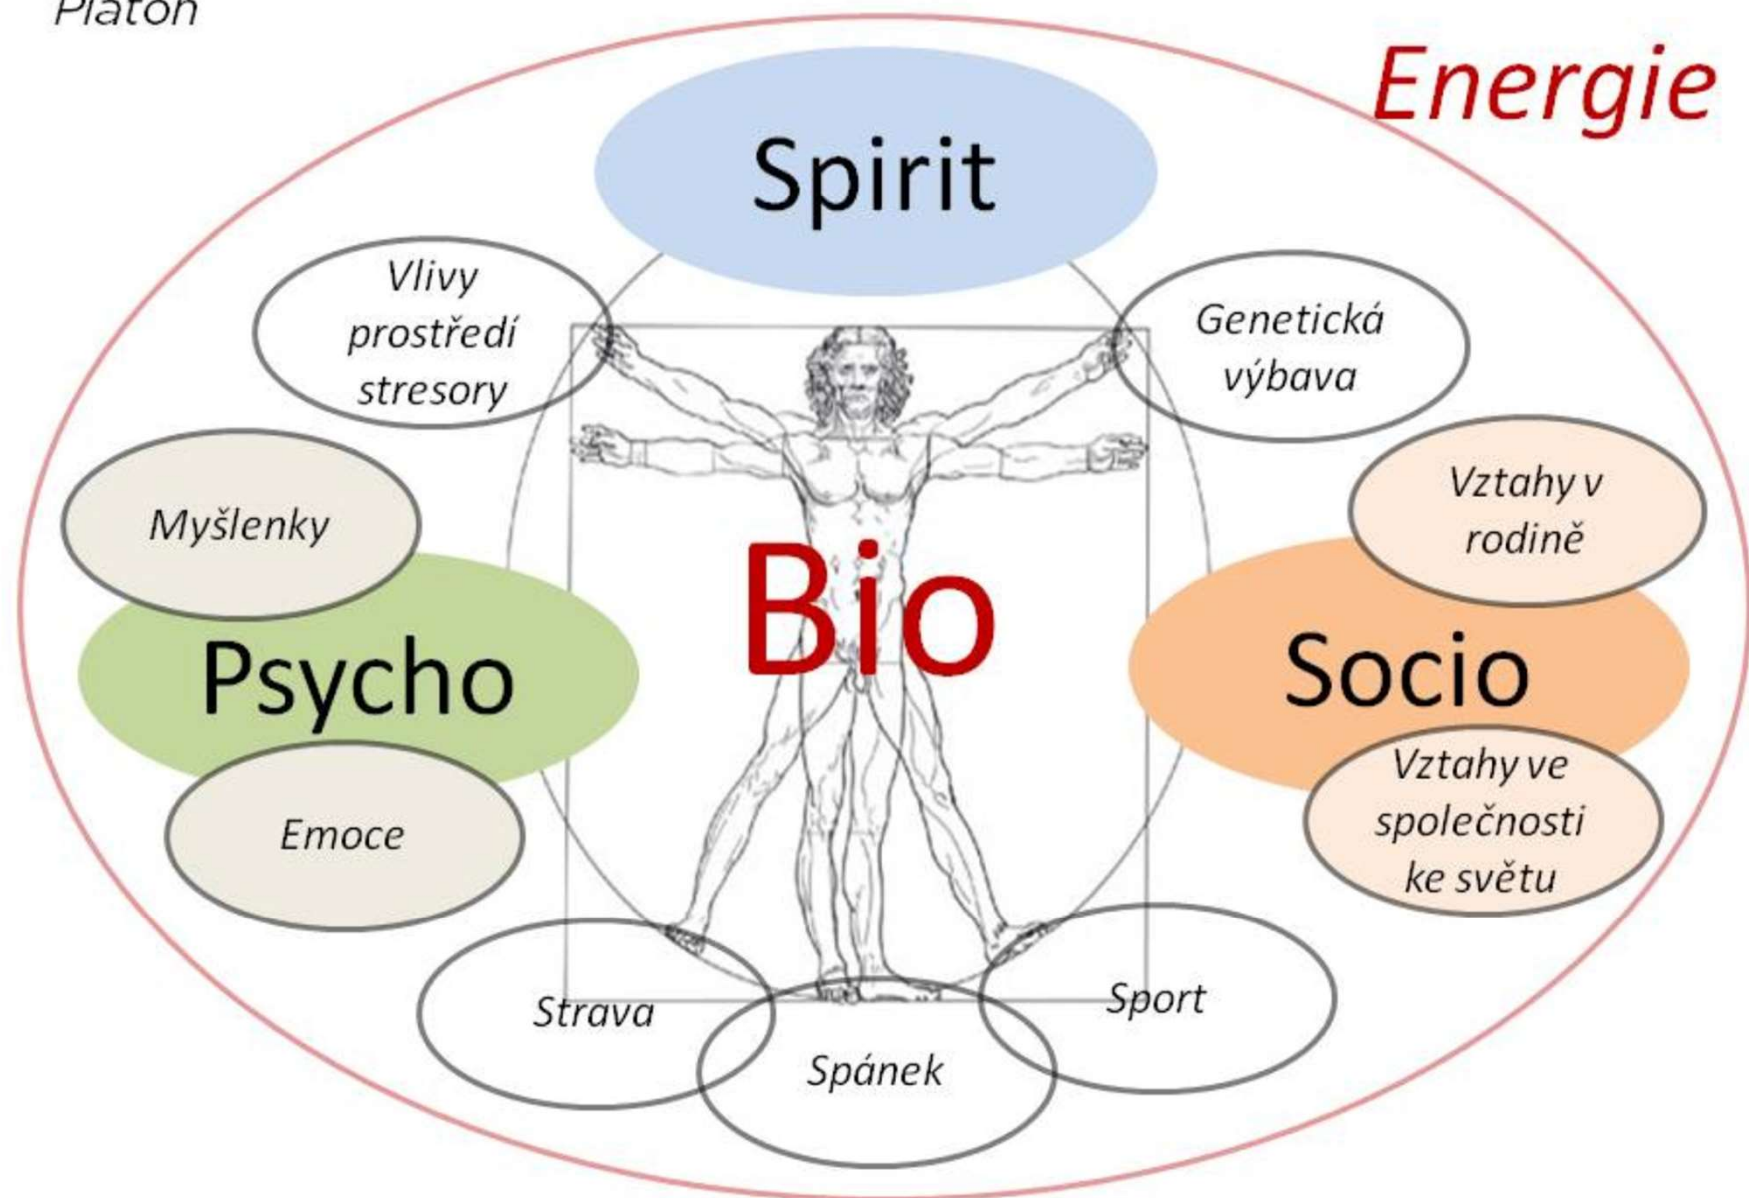 Platón
Energie
Spirit
Vlivy
prostředí
stresory
Genetická
výbava
Myšlenky
Vztahy v
rodině
Bio
Psycho
Socio
Emoce
Vztahy ve
společnosti
ke světu
Strava
Spánek
Sport